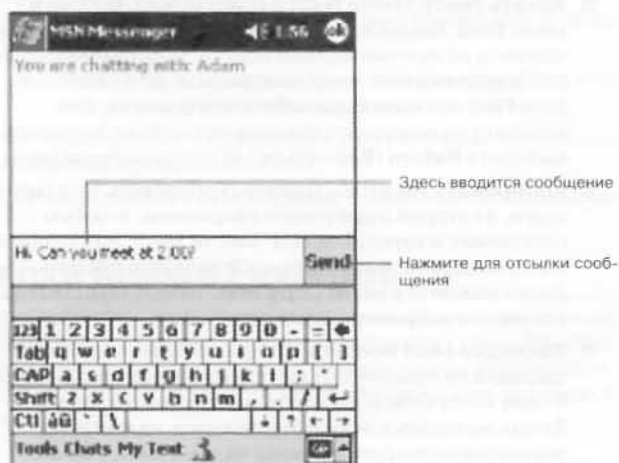 MSN Messenger 1:56 ok
You are chatting with: Adam
Здесь вводится сообщение
Hi. Can you meet at 2:00?
Send
Нажмите для отсылки сооб-
щения
123 1 2 3 4 5 6 7 8 9 0 - = 
Tab q w e r t y u i o p [ ]
CAP a s d f g h j k l ; '
Shift z x c v b n m , . /
Ctl áü ` \
Tools Chats My Text